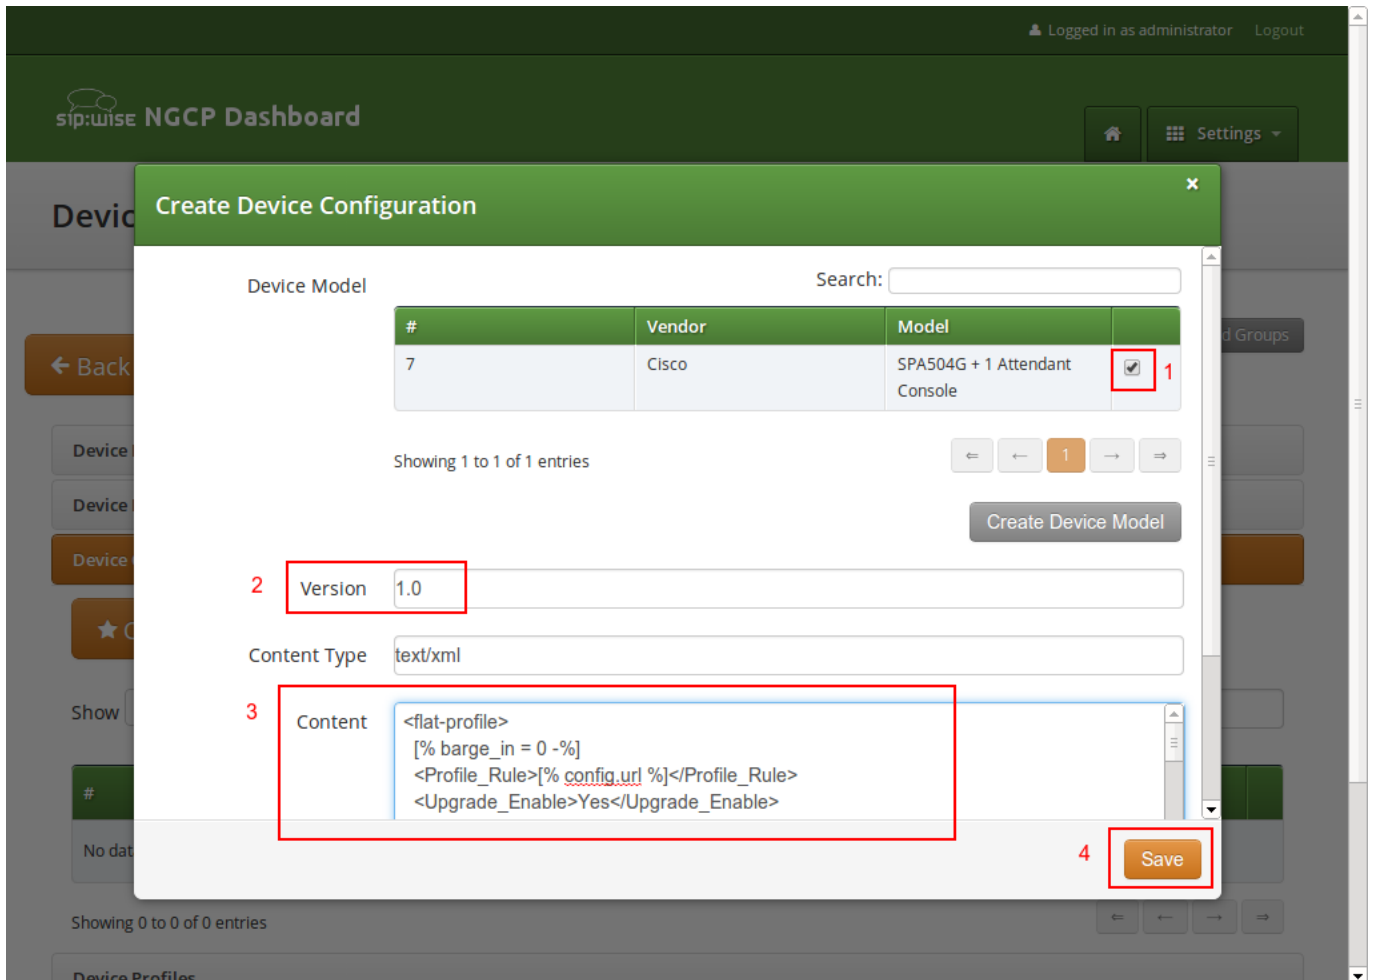 Logged in as administrator Logout
sip:wise NGCP Dashboard
Settings
Devic
Create Device Configuration
×
Device Model
Search:
# Vendor Model
7 Cisco SPA504G + 1 Attendant Console
1
d Groups
← Back
Showing 1 to 1 of 1 entries
⇐ ← 1 → ⇒
Create Device Model
Device
Device
Device
2 Version 1.0
Content Type text/xml
3 Content
<flat-profile>
[% barge_in = 0 -%]
<Profile_Rule>[% config.url %]</Profile_Rule>
<Upgrade_Enable>Yes</Upgrade_Enable>
Show
#
No dat
4 Save
Showing 0 to 0 of 0 entries
⇐ ← → ⇒
Device Profiles